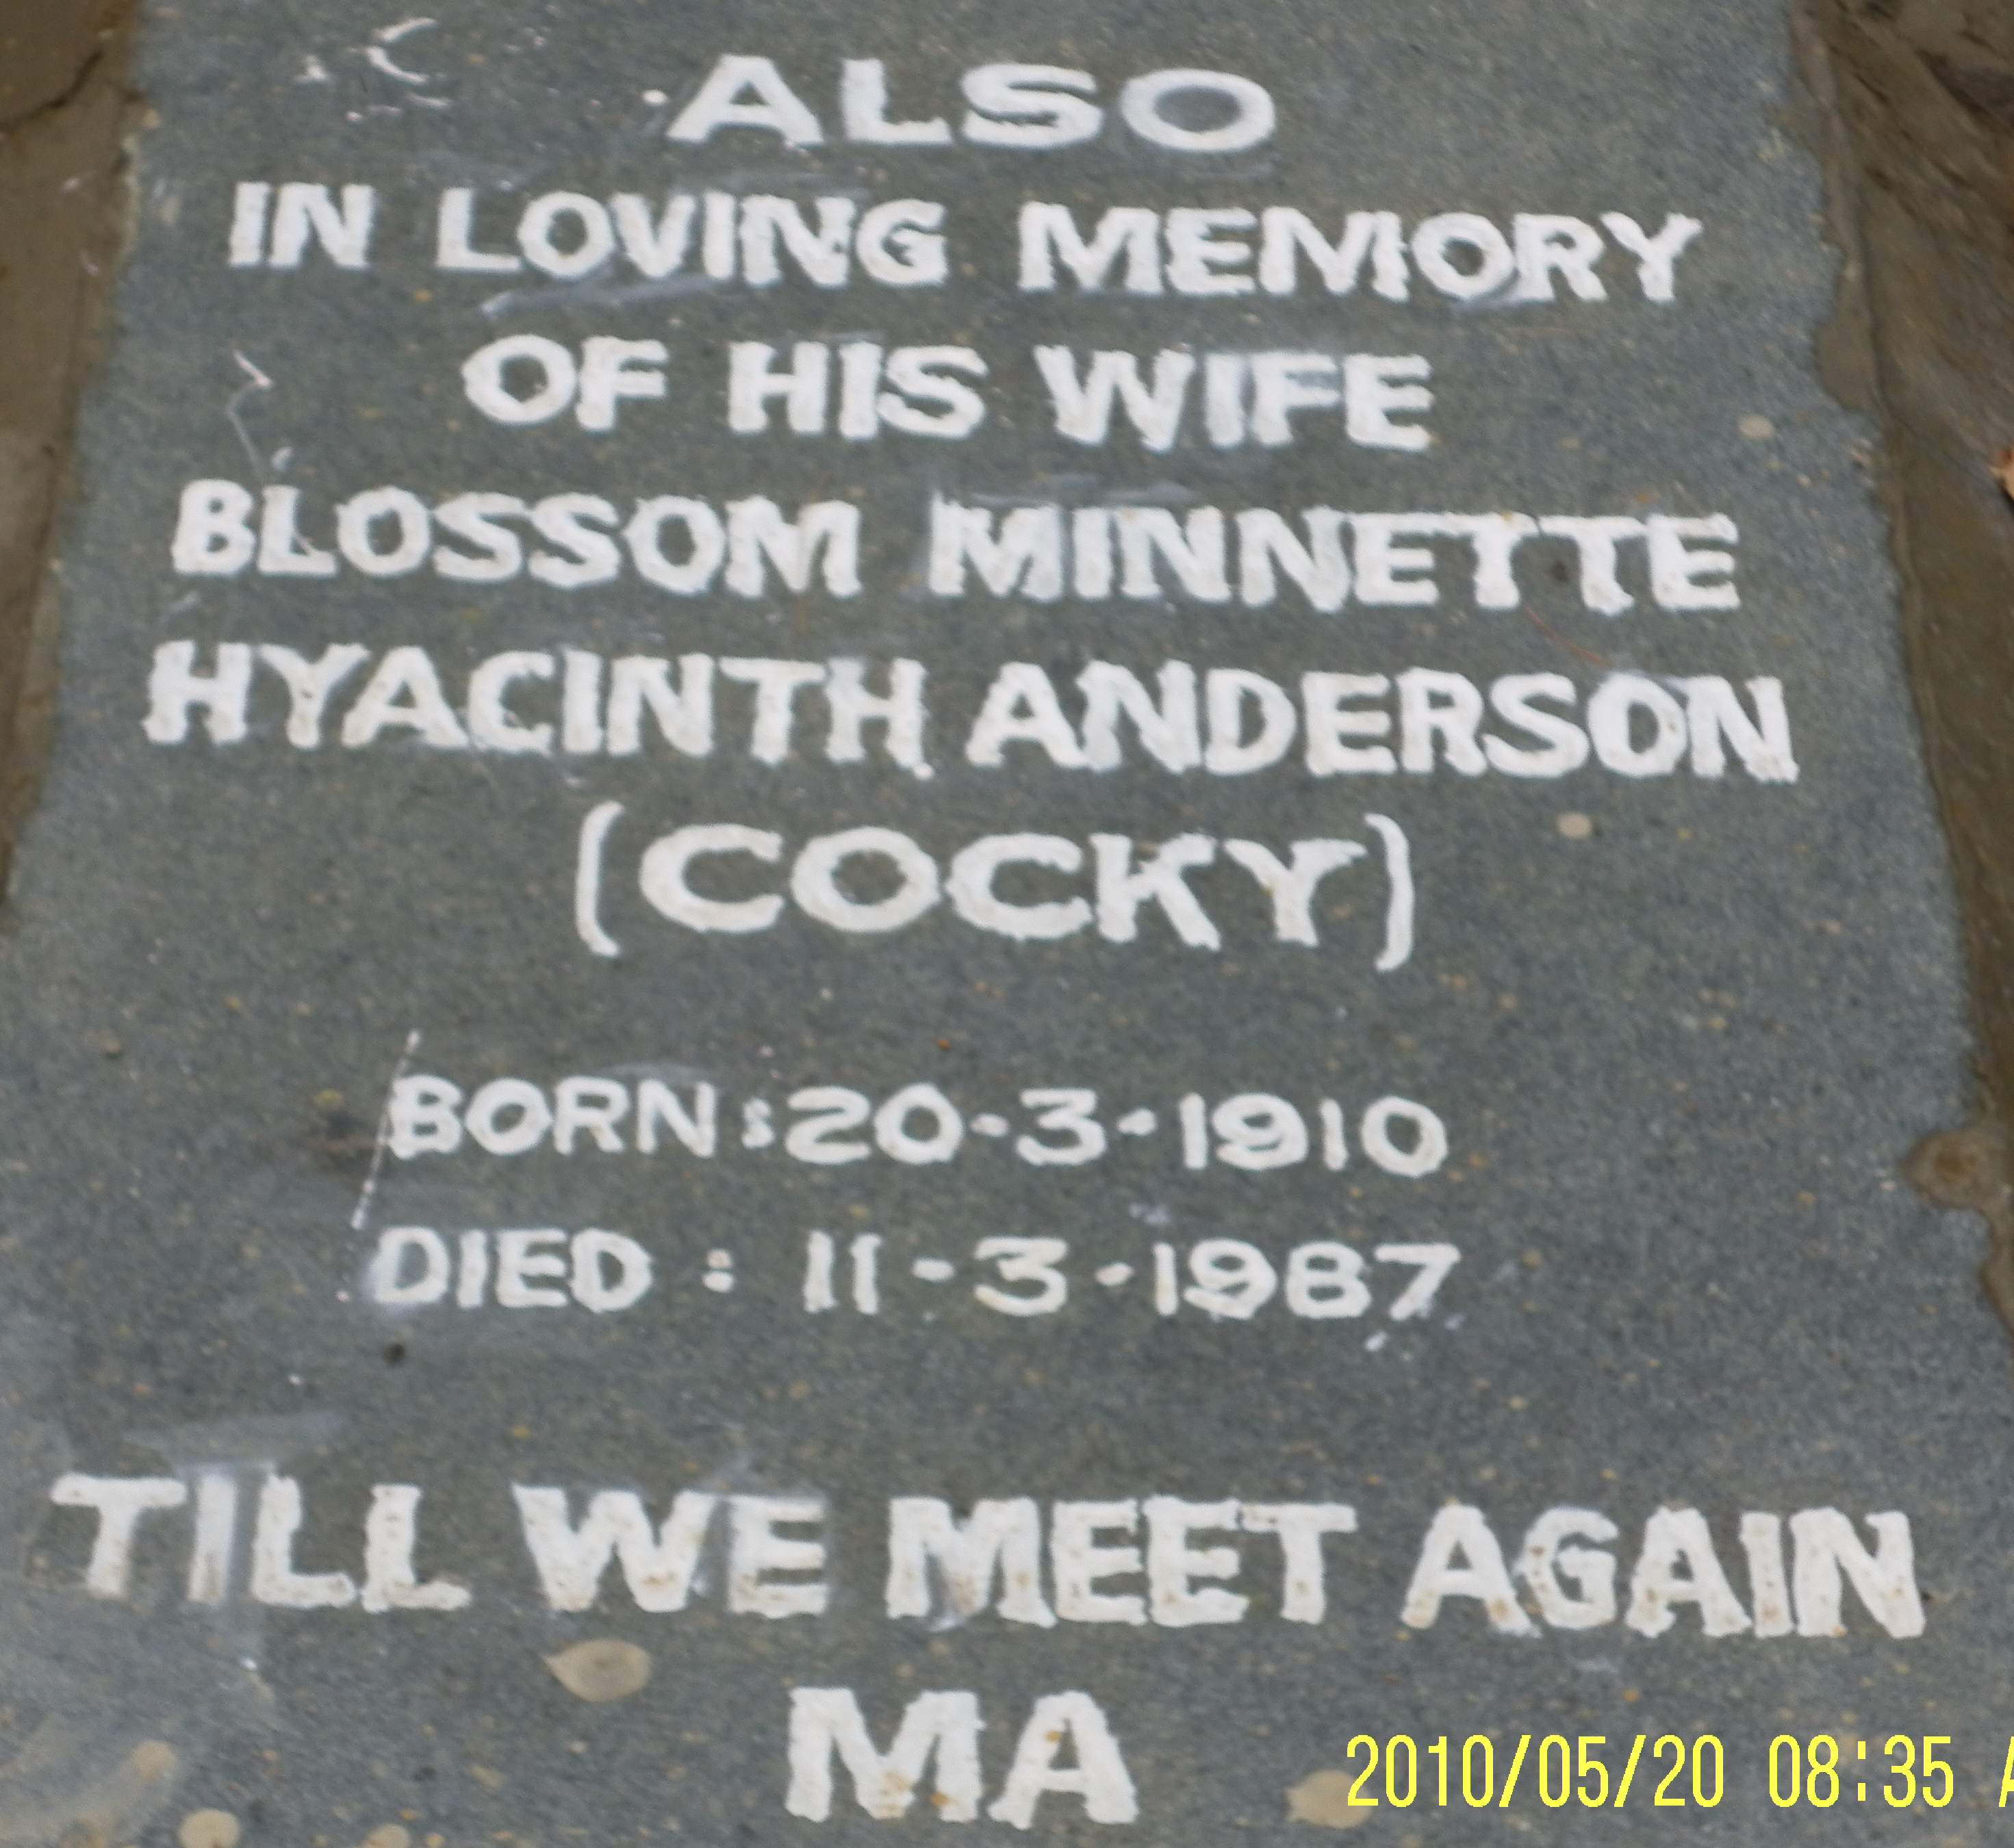 ALSO
IN LOVING MEMORY
OF HIS WIFE
BLOSSOM MINNETTE
HYACINTH ANDERSON
(COCKY)
BORN:20-3-1910
DIED : 11-3-1987
TILL WE MEET AGAIN
MA
2010/05/20 08:35 A